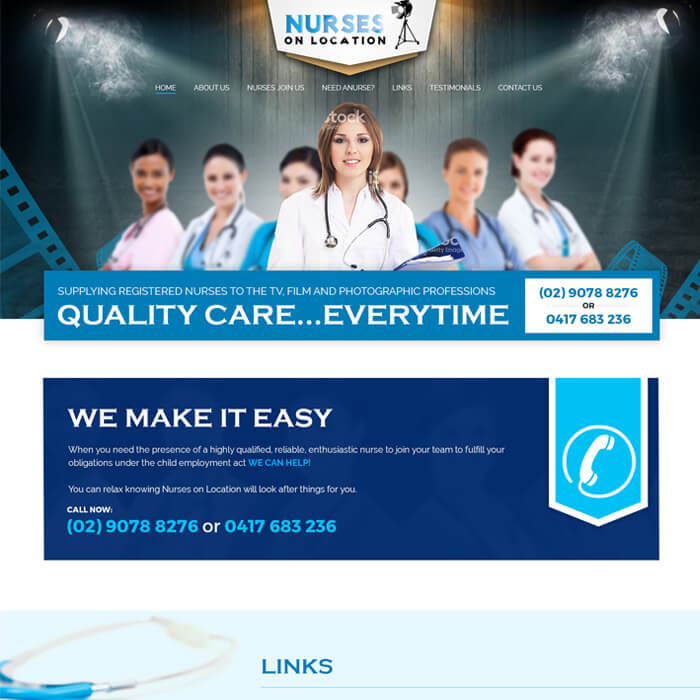 NURSES
ON LOCATION
HOME ABOUT US NURSES JOIN US NEED ANURSE? LINKS TESTIMONIALS CONTACT US
stock
SUPPLYING REGISTERED NURSES TO THE TV, FILM AND PHOTOGRAPHIC PROFESSIONS
QUALITY CARE...EVERYTIME
(02) 9078 8276
OR
0417 683 236
WE MAKE IT EASY
When you need the presence of a highly qualified, reliable, enthusiastic nurse to join your team to fulfill your
obligations under the child employment act WE CAN HELP!
You can relax knowing Nurses on Location will look after things for you.
CALL NOW:
(02) 9078 8276 or 0417 683 236
LINKS